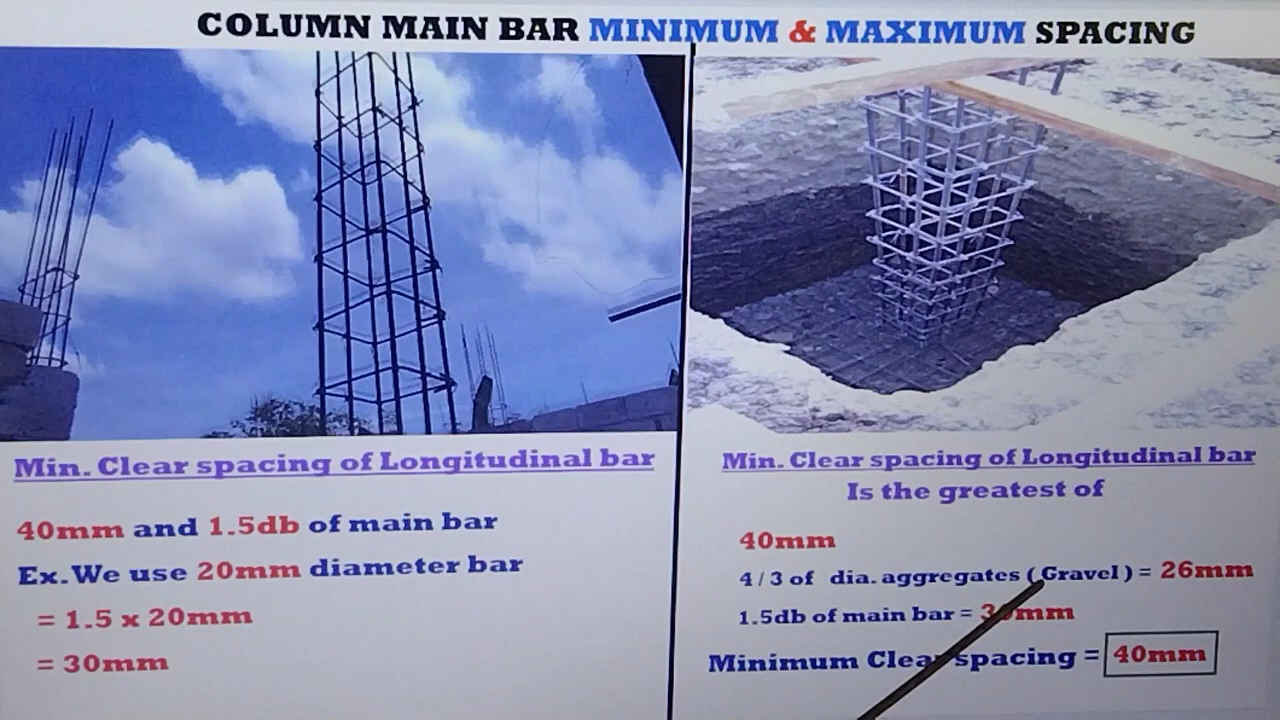 COLUMN MAIN BAR MINIMUM & MAXIMUM SPACING
Min. Clear spacing of Longitudinal bar
40mm and 1.5db of main bar
Ex. We use 20mm diameter bar
= 1.5 x 20mm
= 30mm
Min. Clear spacing of Longitudinal bar
Is the greatest of
40mm
4/3 of dia. aggregates (Gravel) = 26mm
1.5db of main bar = 30mm
Minimum Clear spacing = 40mm